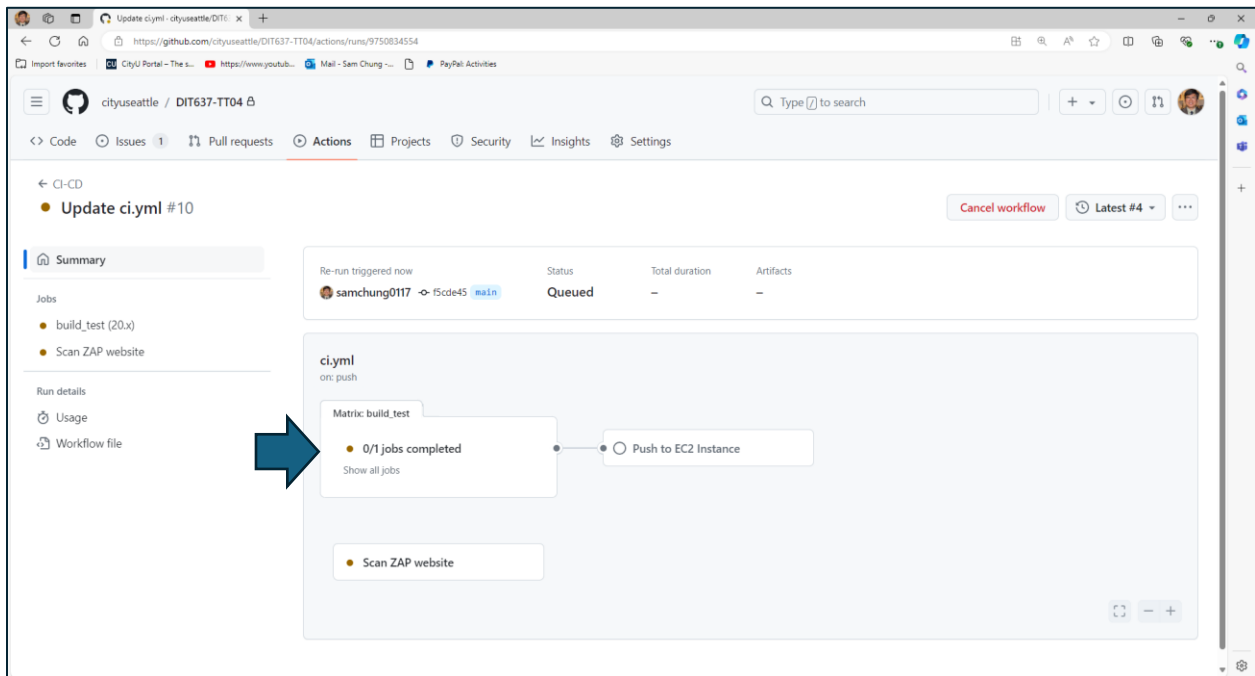 Update ci.yml · cityuseattle/DIT6
https://github.com/cityuseattle/DIT637-TT04/actions/runs/9750834554
Import favorites CU CityU Portal – The s... https://www.youtub... Mail - Sam Chung -... PayPal: Activities
cityuseattle / DIT637-TT04 Type / to search
Code Issues 1 Pull requests Actions Projects Security Insights Settings
CI-CD
Update ci.yml #10 Cancel workflow Latest #4
Summary
Jobs
build_test (20.x)
Scan ZAP website
Run details
Usage
Workflow file
Re-run triggered now Status Total duration Artifacts
samchung0117 f5cde45 main Queued – –
ci.yml
on: push
Matrix: build_test
0/1 jobs completed Push to EC2 Instance
Show all jobs
Scan ZAP website